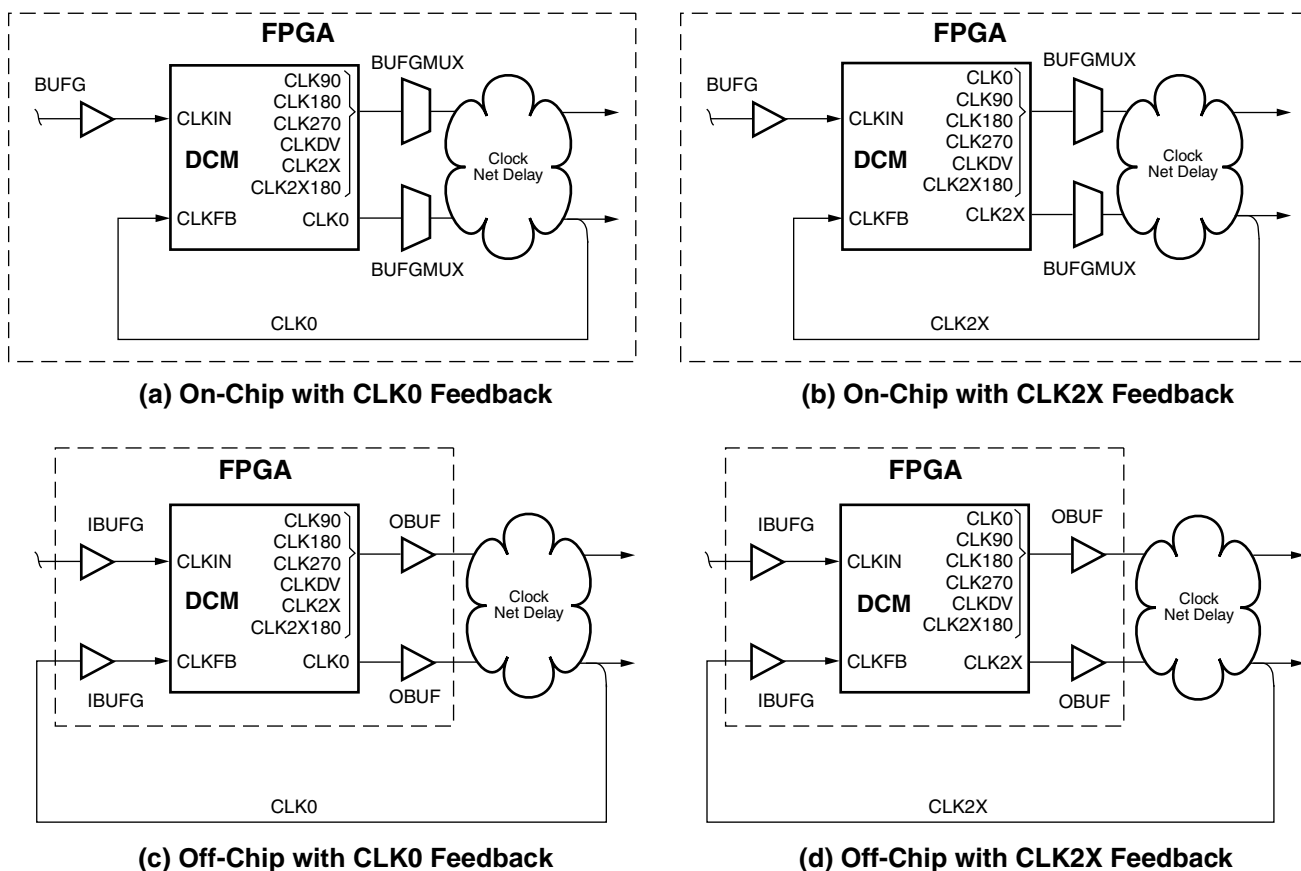 FPGA
BUFG
BUFGMUX
CLK90
CLK180
CLK270
CLKDV
CLK2X
CLK2X180
CLKIN
DCM
CLKFB
CLK0
BUFGMUX
Clock
Net Delay
CLK0
(a) On-Chip with CLK0 Feedback
FPGA
BUFG
BUFGMUX
CLK0
CLK90
CLK180
CLK270
CLKDV
CLK2X180
CLKIN
DCM
CLKFB
CLK2X
BUFGMUX
Clock
Net Delay
CLK2X
(b) On-Chip with CLK2X Feedback
FPGA
IBUFG
OBUF
CLK90
CLK180
CLK270
CLKDV
CLK2X
CLK2X180
CLKIN
DCM
CLKFB
CLK0
IBUFG
OBUF
Clock
Net Delay
CLK0
(c) Off-Chip with CLK0 Feedback
FPGA
IBUFG
OBUF
CLK0
CLK90
CLK180
CLK270
CLKDV
CLK2X180
CLKIN
DCM
CLKFB
CLK2X
IBUFG
OBUF
Clock
Net Delay
CLK2X
(d) Off-Chip with CLK2X Feedback